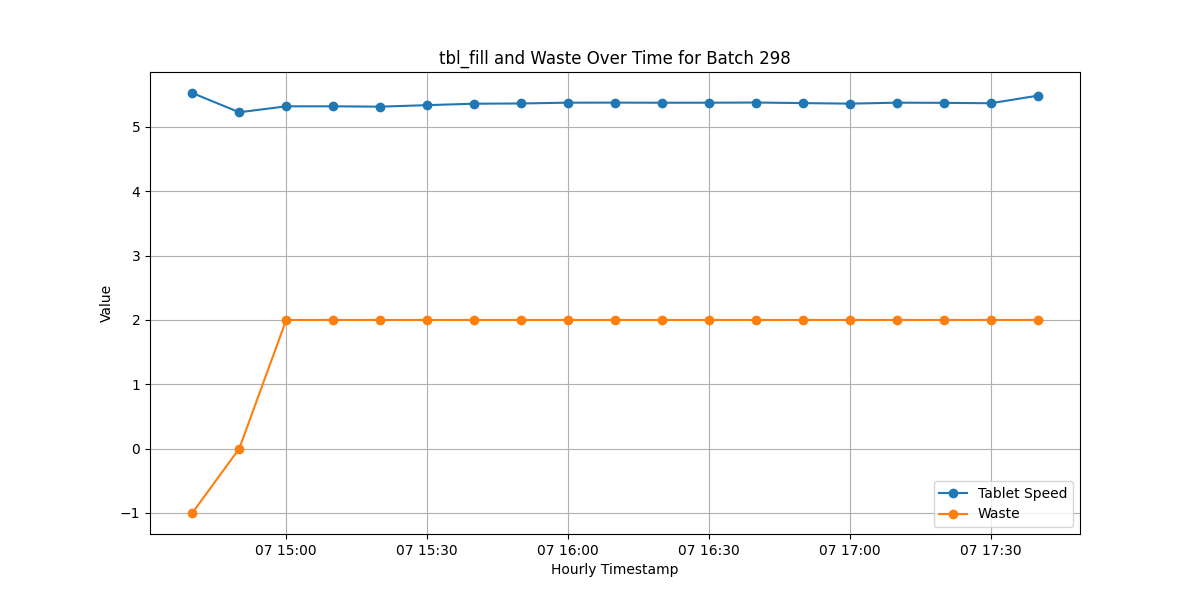 tbl_fill and Waste Over Time for Batch 298
Value
5
4
3
2
1
0
−1
07 15:00 07 15:30 07 16:00 07 16:30 07 17:00 07 17:30
Hourly Timestamp
Tablet Speed
Waste